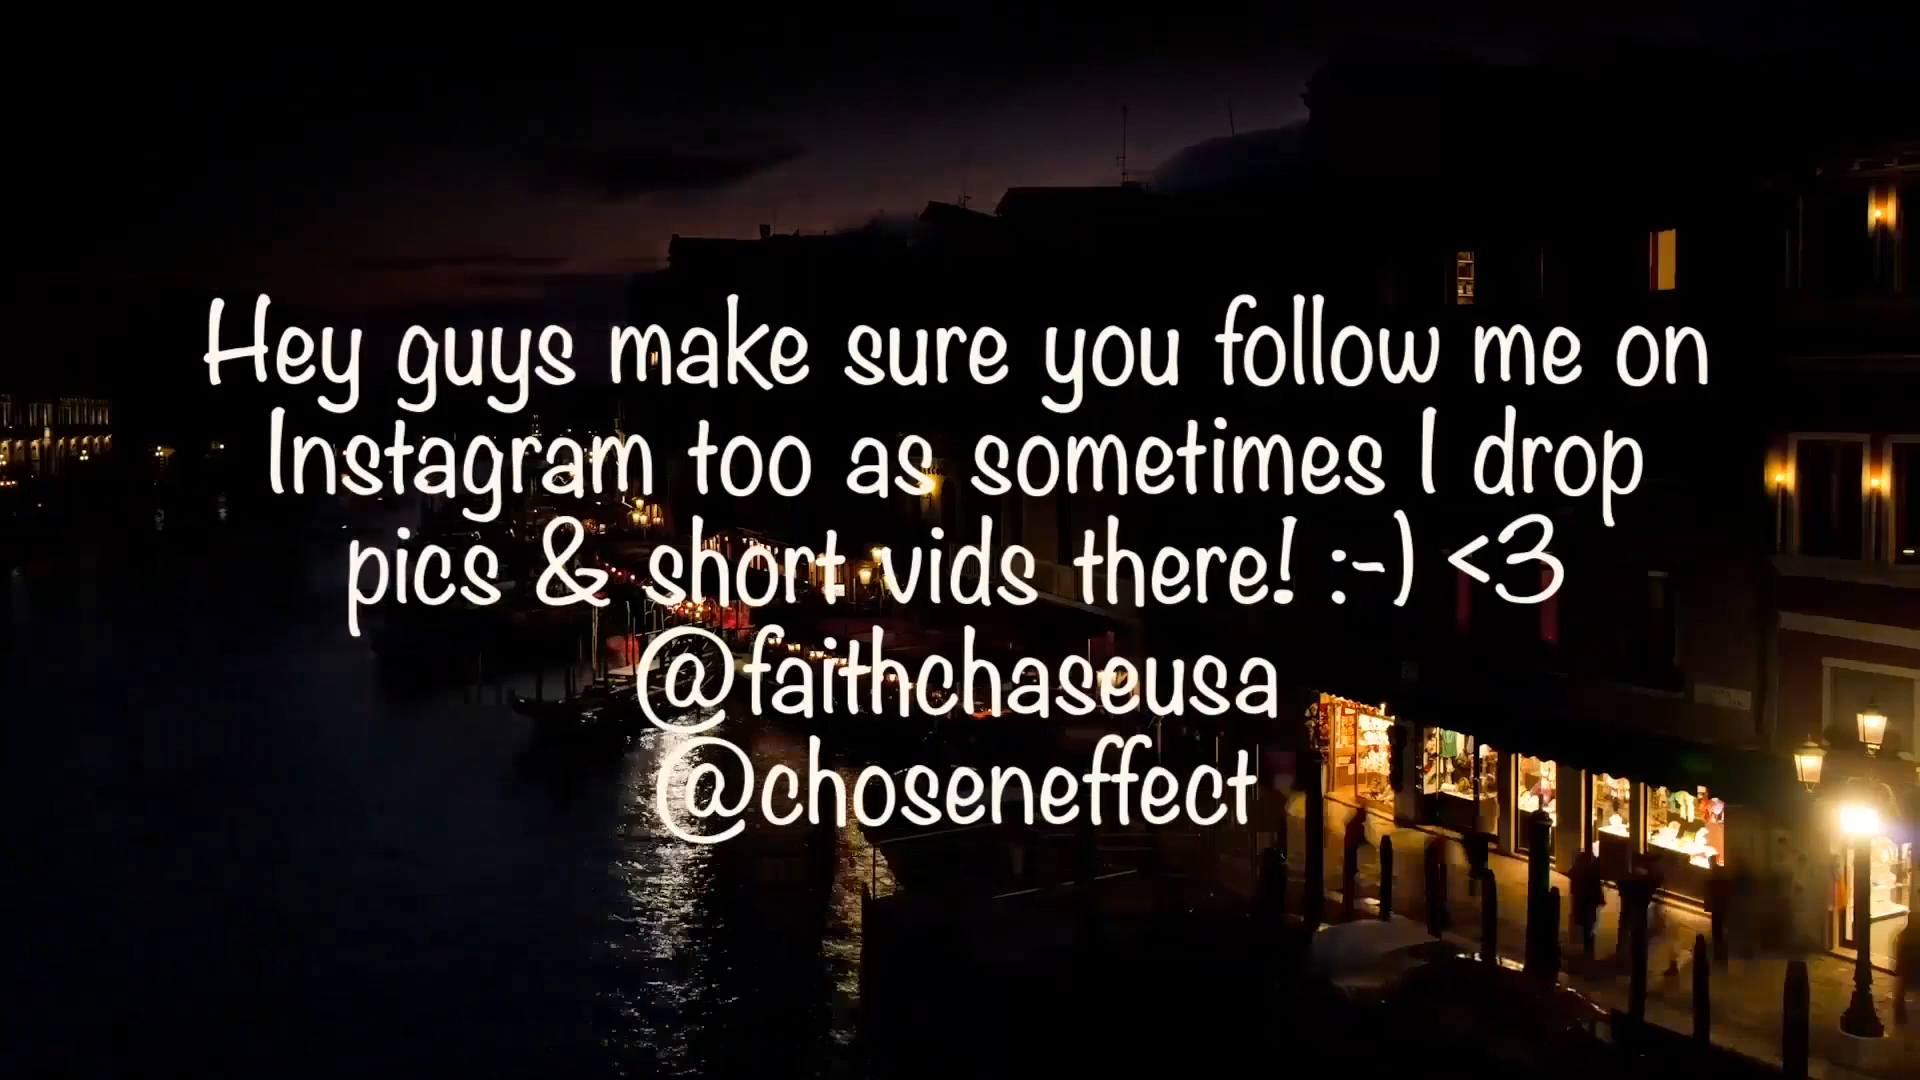 Hey guys make sure you follow me on
Instagram too as sometimes I drop
pics & short vids there! :-) <3
@faithchaseusa
@choseneffect